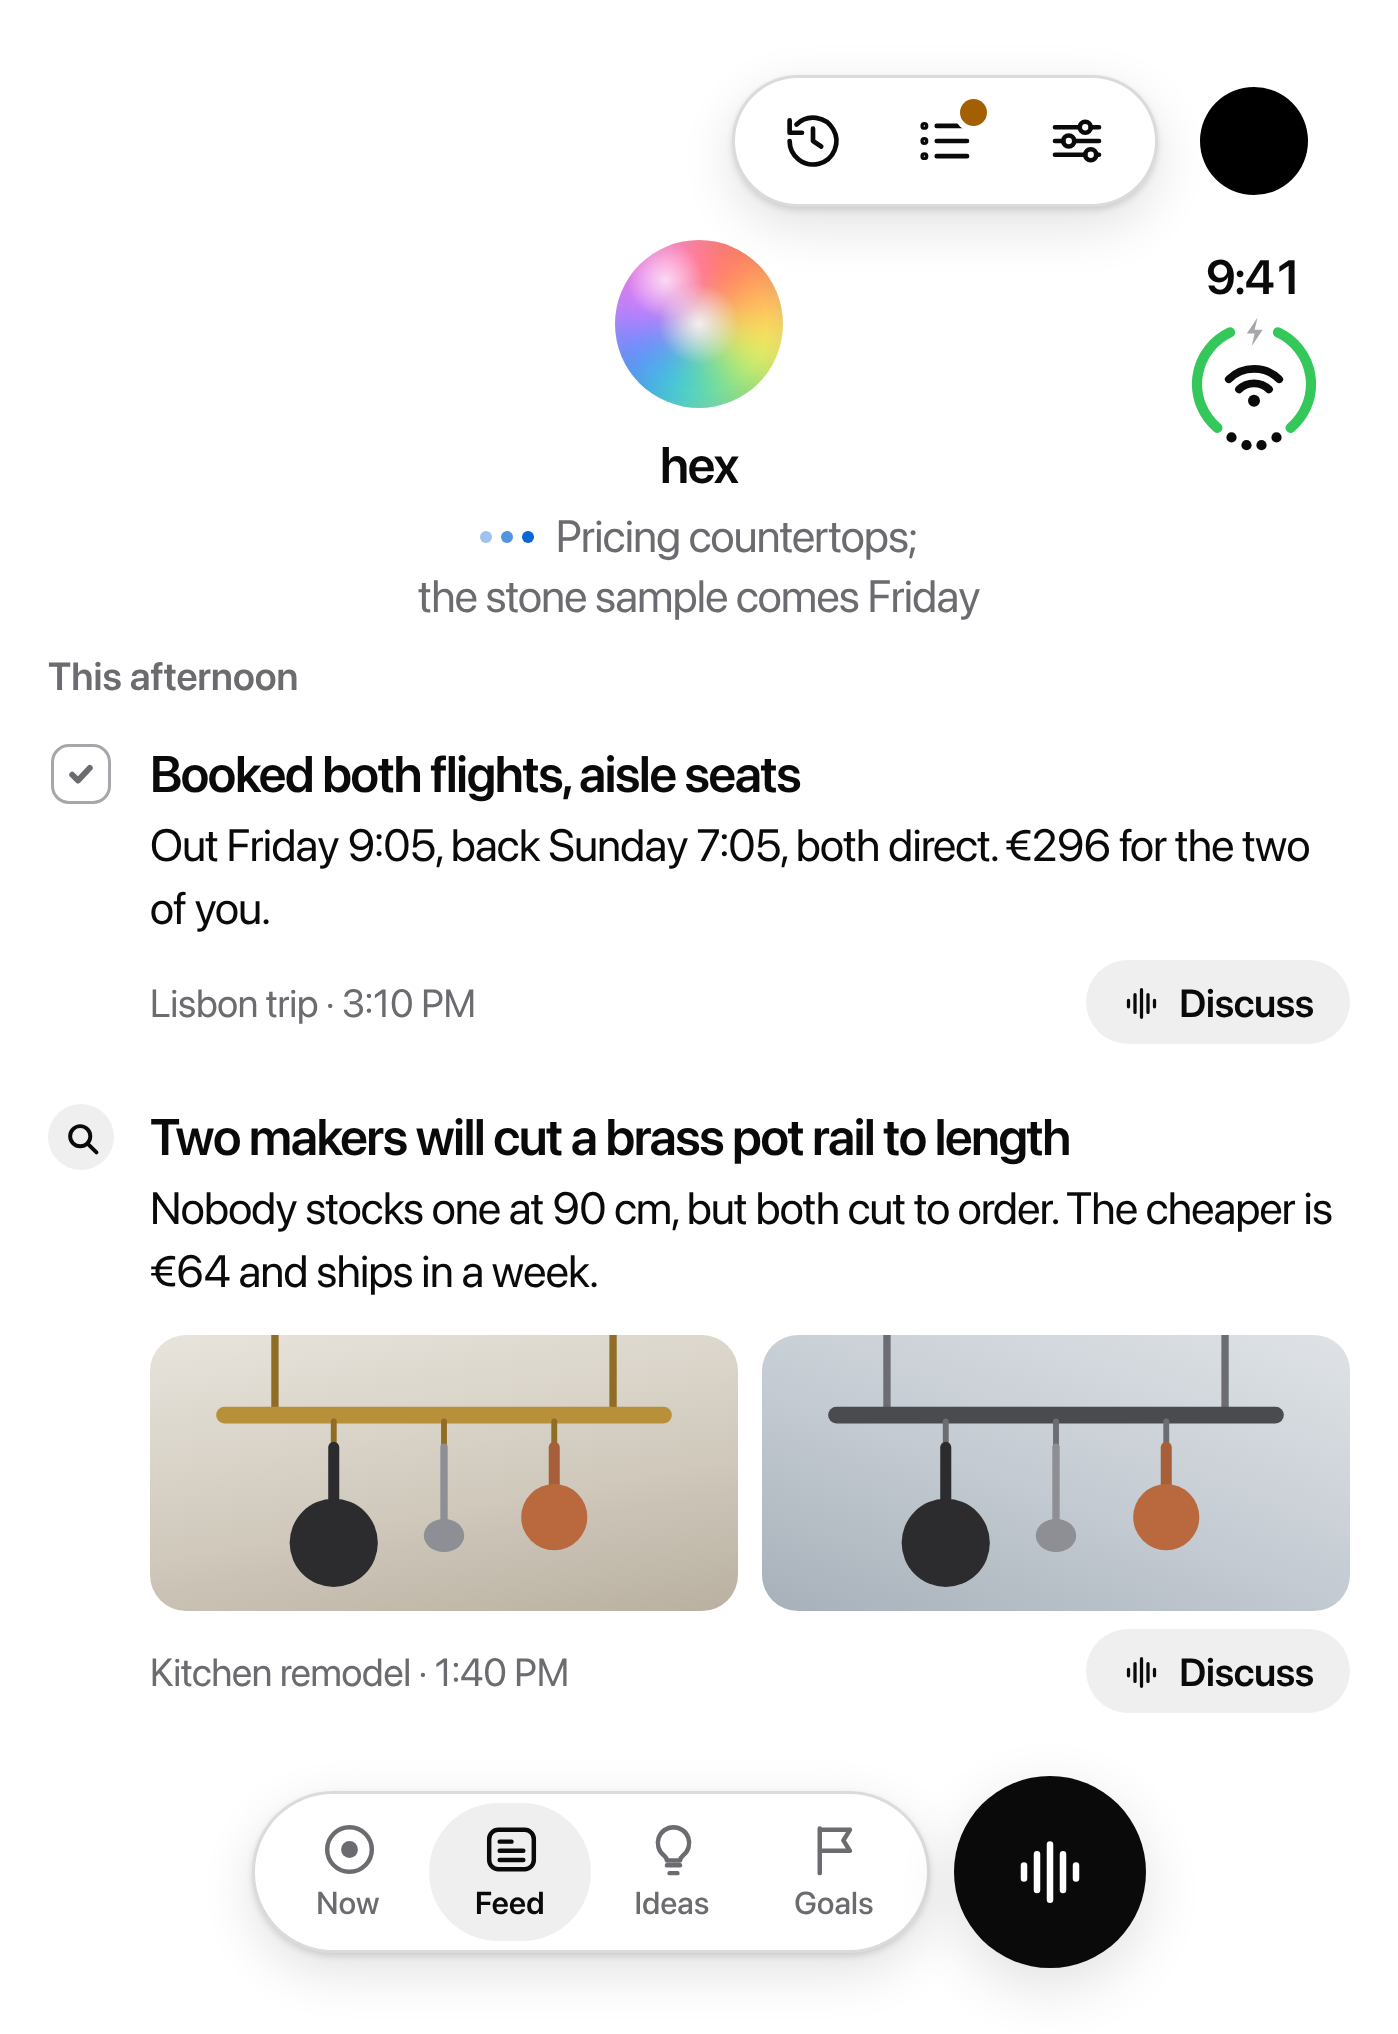 9:41
hex
Pricing countertops;
the stone sample comes Friday
This afternoon
Booked both flights, aisle seats
Out Friday 9:05, back Sunday 7:05, both direct. €296 for the two
of you.
Lisbon trip · 3:10 PM
Discuss
Two makers will cut a brass pot rail to length
Nobody stocks one at 90 cm, but both cut to order. The cheaper is
€64 and ships in a week.
Kitchen remodel · 1:40 PM
Discuss
Now
Feed
Ideas
Goals